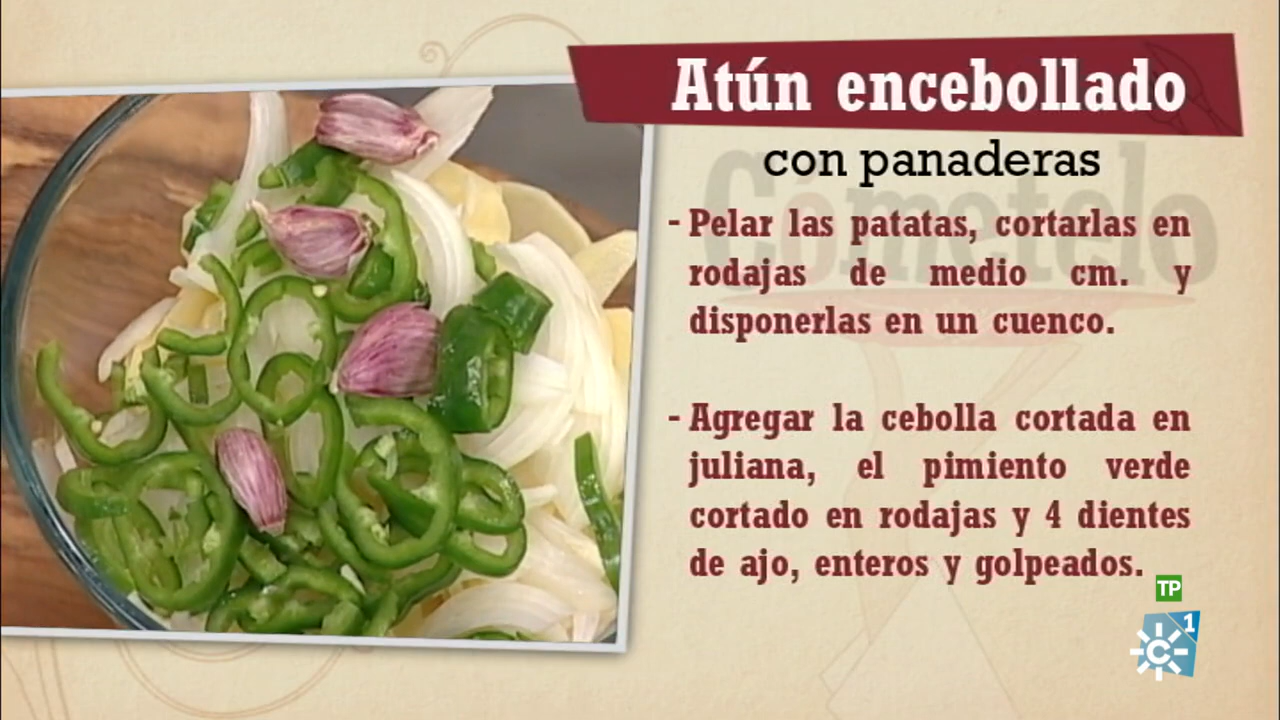 Atún encebollado
con panaderas
Cómetelo
- Pelar las patatas, cortarlas en
rodajas de medio cm. y
disponerlas en un cuenco.
- Agregar la cebolla cortada en
juliana, el pimiento verde
cortado en rodajas y 4 dientes
de ajo, enteros y golpeados.
TP
1
C